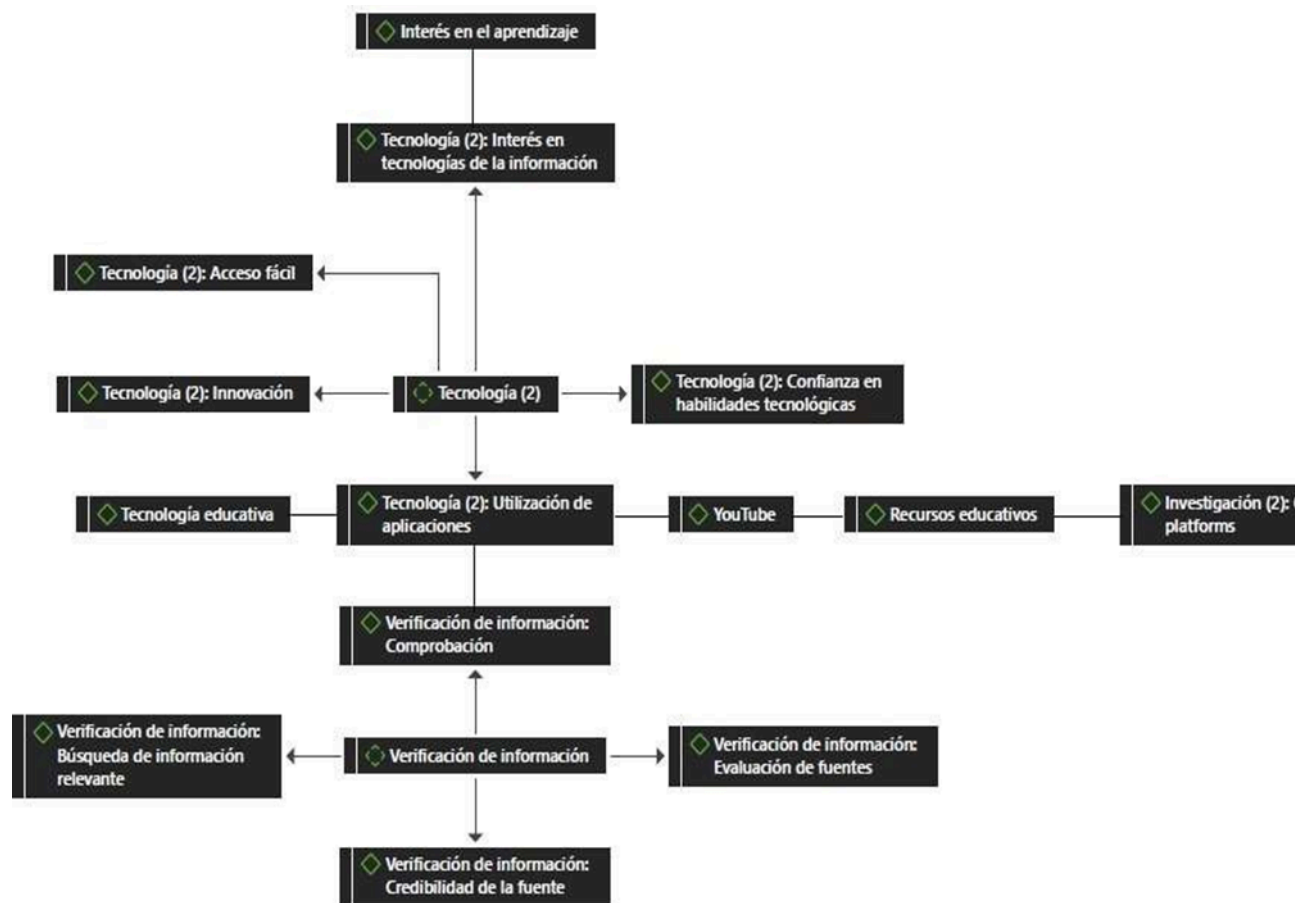 Interés en el aprendizaje
Tecnología (2): Interés en
tecnologías de la información
Tecnología (2): Acceso fácil
Tecnología (2): Innovación
Tecnología (2)
Tecnología (2): Confianza en
habilidades tecnológicas
Tecnología educativa
Tecnología (2): Utilización de
aplicaciones
YouTube
Recursos educativos
Investigación (2):
platforms
Verificación de información:
Comprobación
Verificación de información:
Búsqueda de información
relevante
Verificación de información
Verificación de información:
Evaluación de fuentes
Verificación de información:
Credibilidad de la fuente